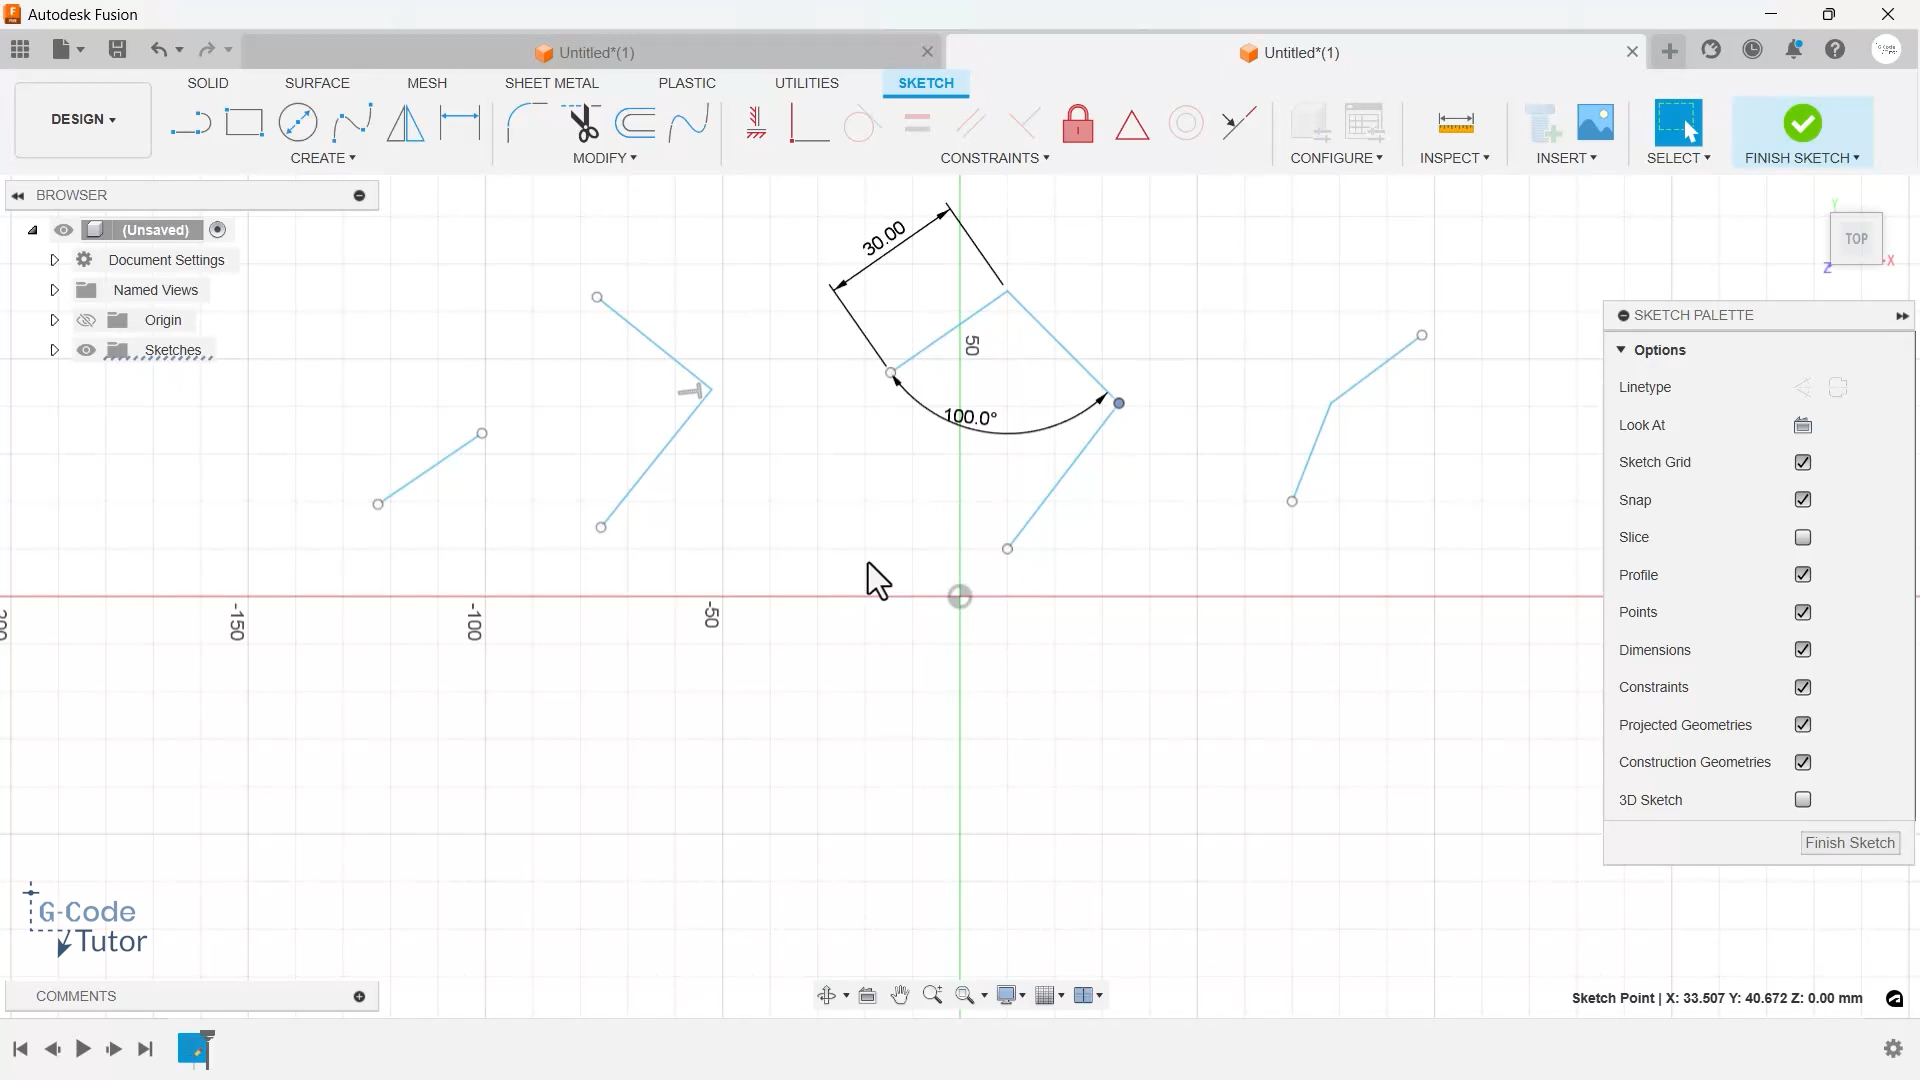 Autodesk Fusion
Untitled*(1)
Untitled*(1)
DESIGN
SOLID
SURFACE
MESH
SHEET METAL
PLASTIC
UTILITIES
SKETCH
CREATE
MODIFY
CONSTRAINTS
CONFIGURE
INSPECT
INSERT
SELECT
FINISH SKETCH
BROWSER
(Unsaved)
Document Settings
Named Views
Origin
Sketches
30.00
50
100.0°
-150
-100
-50
Y
TOP
Z
X
SKETCH PALETTE
Options
Linetype
Look At
Sketch Grid
Snap
Slice
Profile
Points
Dimensions
Constraints
Projected Geometries
Construction Geometries
3D Sketch
Finish Sketch
G-Code
Tutor
COMMENTS
Sketch Point | X: 33.507 Y: 40.672 Z: 0.00 mm